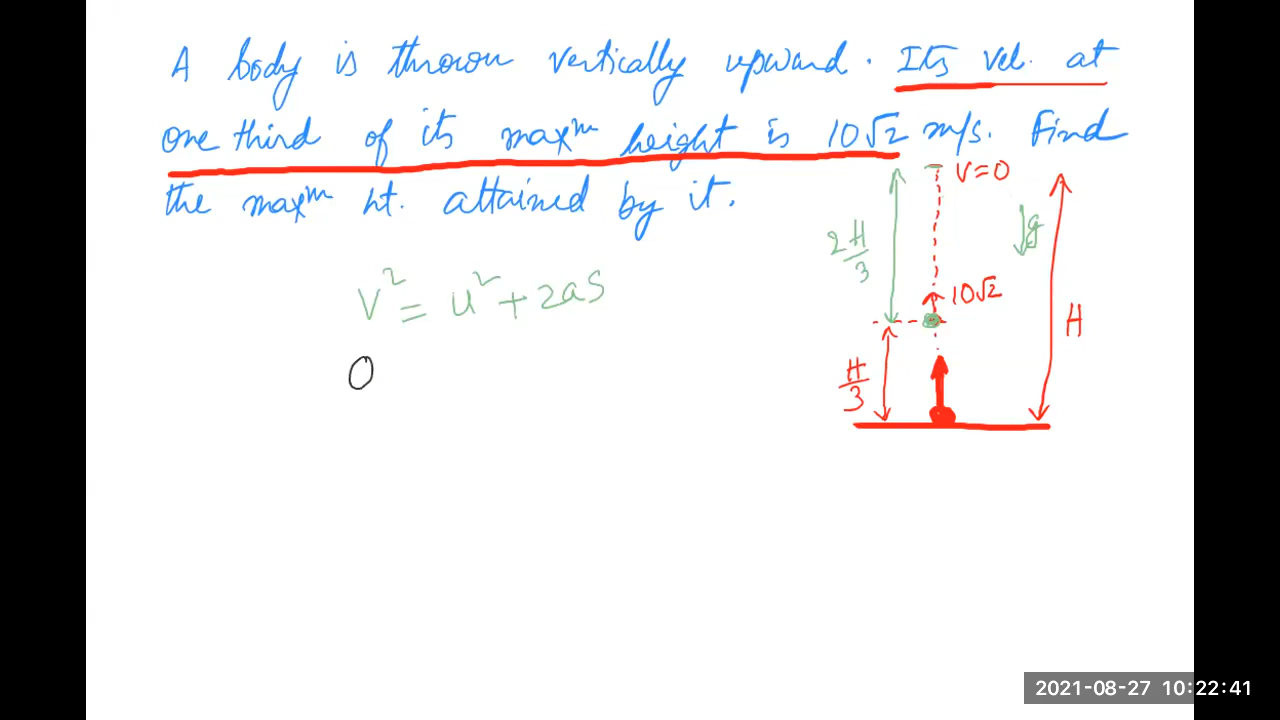 A body is thrown vertically upward. Its vel. at
one third of its maxᵐ height is 10√2 m/s. Find
the maxᵐ ht. attained by it.
V=0
2H/3
↓g
V² = u² + 2aS
10√2
H
0
H/3
2021-08-27 10:22:41